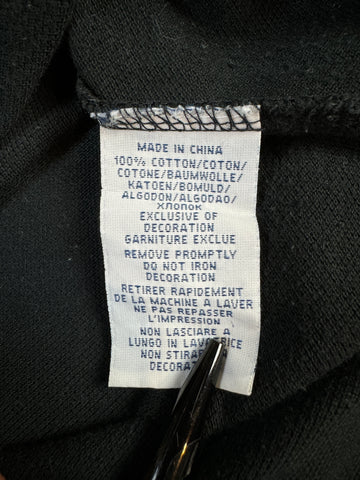 MADE IN CHINA
100% COTTON/COTON/
COTONE/BAUMWOLLE/
KATOEN/BOMULD/
ALGODON/ALGODAO/
ХЛОПОК
EXCLUSIVE OF
DECORATION
GARNITURE EXCLUE
REMOVE PROMPTLY
DO NOT IRON
DECORATION
RETIRER RAPIDEMENT
DE LA MACHINE A LAVER
NE PAS REPASSER
L'IMPRESSION
NON LASCIARE A
LUNGO IN
NON